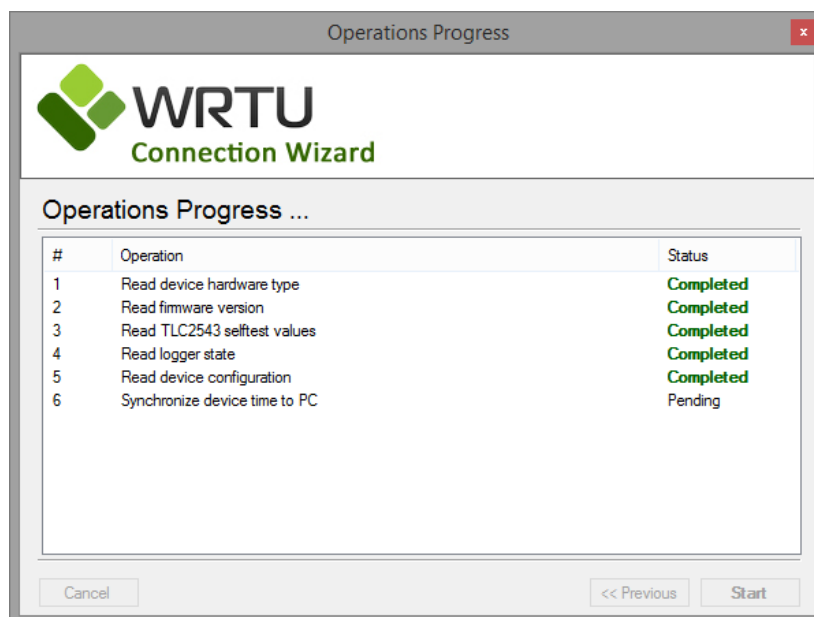 Operations Progress
x
WRTU
Connection Wizard
Operations Progress ...
# Operation Status
1 Read device hardware type Completed
2 Read firmware version Completed
3 Read TLC2543 selftest values Completed
4 Read logger state Completed
5 Read device configuration Completed
6 Synchronize device time to PC Pending
Cancel << Previous Start